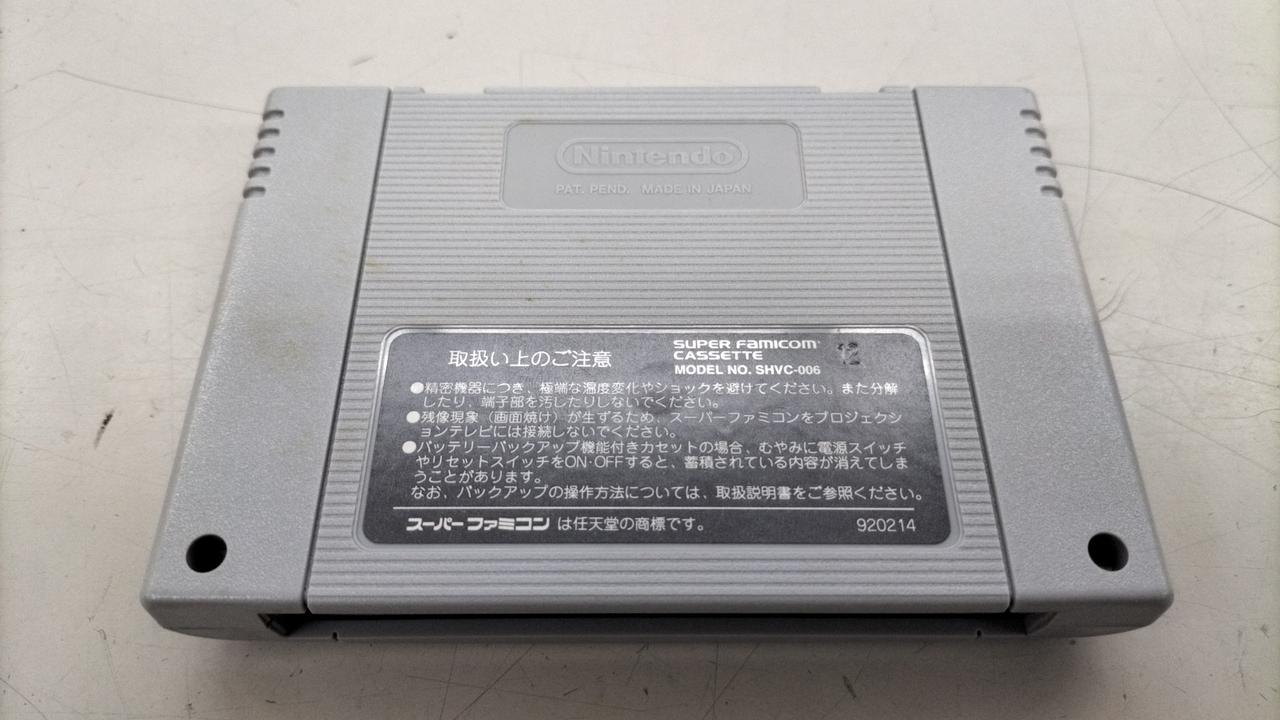 Nintendo
PAT. PEND. MADE IN JAPAN
取扱い上のご注意
SUPER FAMICOM
CASSETTE
MODEL NO. SHVC-006
12
●精密機器につき、極端な温度変化やショックを避けてください。また分解
したり、端子部を汚したりしないでください。
●残像現象（画面焼け）が生ずるため、スーパーファミコンをプロジェクシ
ョンテレビには接続しないでください。
●バッテリーバックアップ機能付きカセットの場合、むやみに電源スイッチ
やリセットスイッチをON・OFFすると、蓄積されている内容が消えてしま
うことがあります。
なお、バックアップの操作方法については、取扱説明書をご参照ください。
スーパーファミコン は任天堂の商標です。
920214